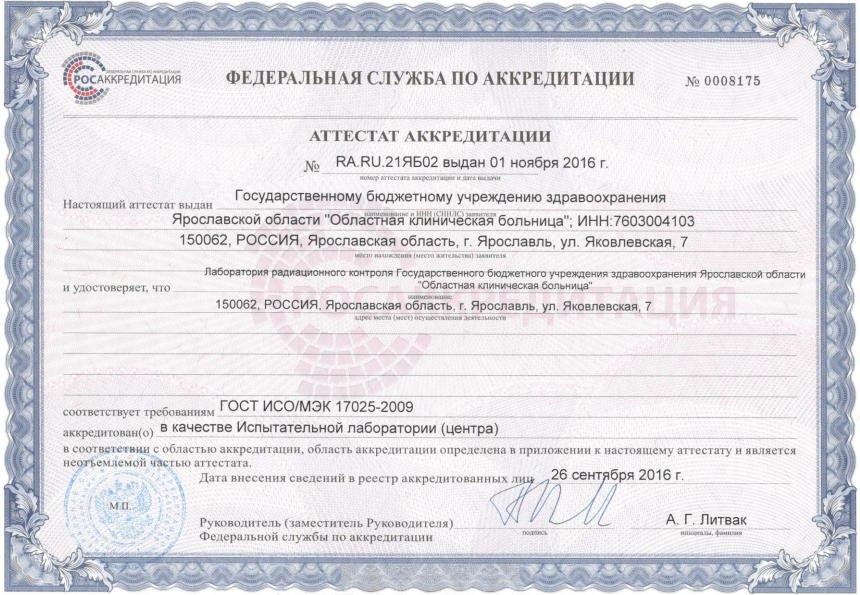 ФЕДЕРАЛЬНАЯ СЛУЖБА ПО АККРЕДИТАЦИИ
РОСАККРЕДИТАЦИЯ
ФЕДЕРАЛЬНАЯ СЛУЖБА ПО АККРЕДИТАЦИИ
№ 0008175
АТТЕСТАТ АККРЕДИТАЦИИ
№ RA.RU.21ЯБ02 выдан 01 ноября 2016 г.
номер аттестата аккредитации и дата выдачи
Настоящий аттестат выдан Государственному бюджетному учреждению здравоохранения
наименование и ИНН (СНИЛС) заявителя
Ярославской области "Областная клиническая больница"; ИНН:7603004103
150062, РОССИЯ, Ярославская область, г. Ярославль, ул. Яковлевская, 7
место нахождения (место жительства) заявителя
Лаборатория радиационного контроля Государственного бюджетного учреждения здравоохранения Ярославской области
и удостоверяет, что "Областная клиническая больница"
наименование
РОСАККРЕДИТАЦИЯ
150062, РОССИЯ, Ярославская область, г. Ярославль, ул. Яковлевская, 7
адрес места (мест) осуществления деятельности
соответствует требованиям ГОСТ ИСО/МЭК 17025-2009
аккредитован(о) в качестве Испытательной лаборатории (центра)
в соответствии с областью аккредитации, область аккредитации определена в приложении к настоящему аттестату и является
неотъемлемой частью аттестата.
Дата внесения сведений в реестр аккредитованных лиц 26 сентября 2016 г.
М.П.
Руководитель (заместитель Руководителя)
Федеральной службы по аккредитации
А. Г. Литвак
подпись
инициалы, фамилия